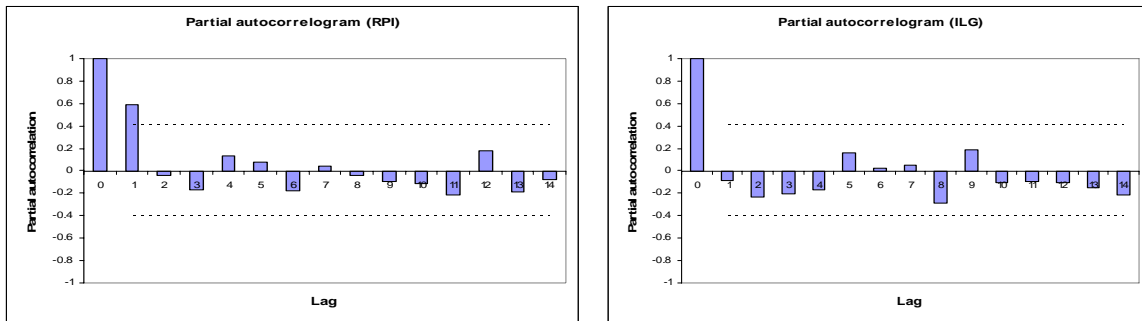 Partial autocorrelogram (RPI)
1
0.8
0.6
0.4
0.2
0
-0.2
-0.4
-0.6
-0.8
-1
Partial autocorrelation
0 1 2 3 4 5 6 7 8 9 10 11 12 13 14
Lag
Partial autocorrelogram (ILG)
1
0.8
0.6
0.4
0.2
0
-0.2
-0.4
-0.6
-0.8
-1
Partial autocorrelation
0 1 2 3 4 5 6 7 8 9 10 11 12 13 14
Lag